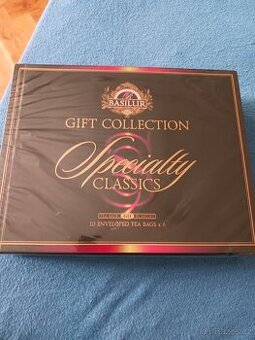 BASILUR
GIFT COLLECTION
Specialty
CLASSICS
10 ENVELOPED TEA BAGS x 6